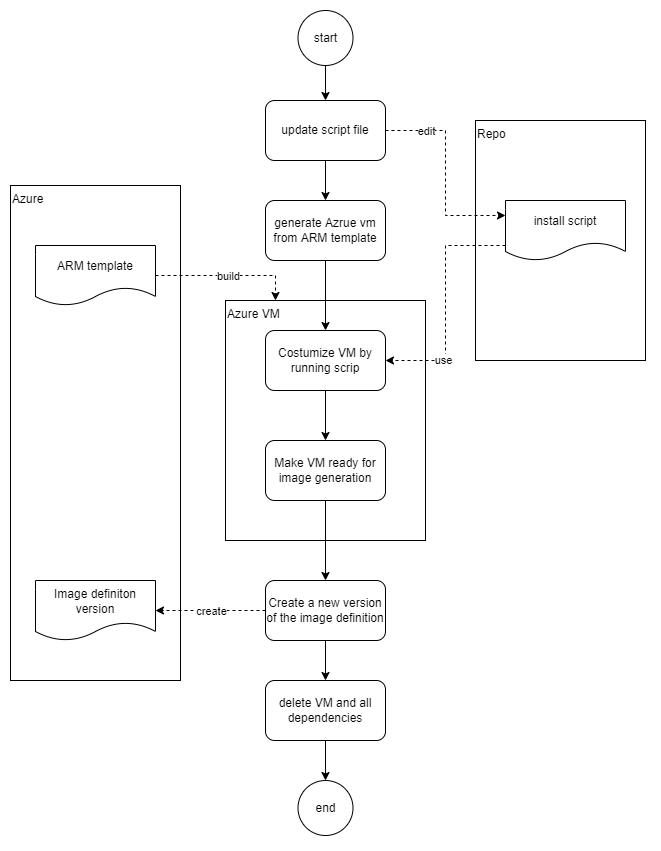 start
update script file
edit
Repo
Azure
install script
generate Azrue vm
from ARM template
ARM template
build
Azure VM
Costumize VM by
running scrip
use
Make VM ready for
image generation
Image definiton
version
create
Create a new version
of the image definition
delete VM and all
dependencies
end